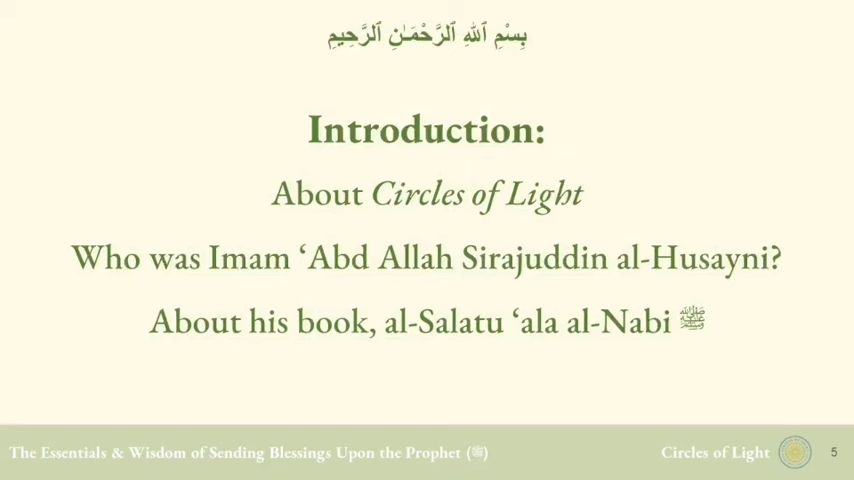 بِسْمِ ٱللهِ ٱلرَّحْمَـٰنِ ٱلرَّحِيمِ
Introduction:
About Circles of Light
Who was Imam ‘Abd Allah Sirajuddin al-Husayni?
About his book, al-Salatu ‘ala al-Nabi ﷺ
The Essentials & Wisdom of Sending Blessings Upon the Prophet (ﷺ)
Circles of Light
5